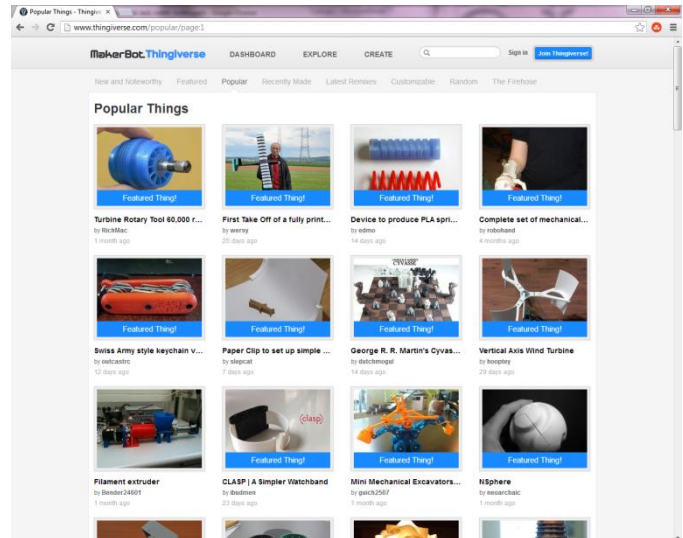 Popular Things - Thingive
www.thingiverse.com/popular/page:1
MakerBot.Thingiverse DASHBOARD EXPLORE CREATE Sign in Join Thingiverse!
New and Noteworthy Featured Popular Recently Made Latest Remixes Customizable Random The Firehose
Popular Things
Featured Thing! Featured Thing! Featured Thing! Featured Thing!
Turbine Rotary Tool 60,000 r... First Take Off of a fully print... Device to produce PLA spri... Complete set of mechanical...
by RichMac by wersy by edmo by robohand
1 month ago 25 days ago 14 days ago 4 months ago
CYVASSE
Featured Thing! Featured Thing! Featured Thing! Featured Thing!
Swiss Army style keychain v... Paper Clip to set up simple ... George R. R. Martin's Cyvas... Vertical Axis Wind Turbine
by outcastrc by slepcat by dutchmogul by hooptey
12 days ago 7 days ago 14 days ago 29 days ago
(clasp)
Featured Thing! Featured Thing! Featured Thing!
Filament extruder CLASP | A Simpler Watchband Mini Mechanical Excavators... NSphere
by Bender24601 by ibudmen by guich2507 by neoarchaic
1 month ago 23 days ago 1 month ago 1 month ago